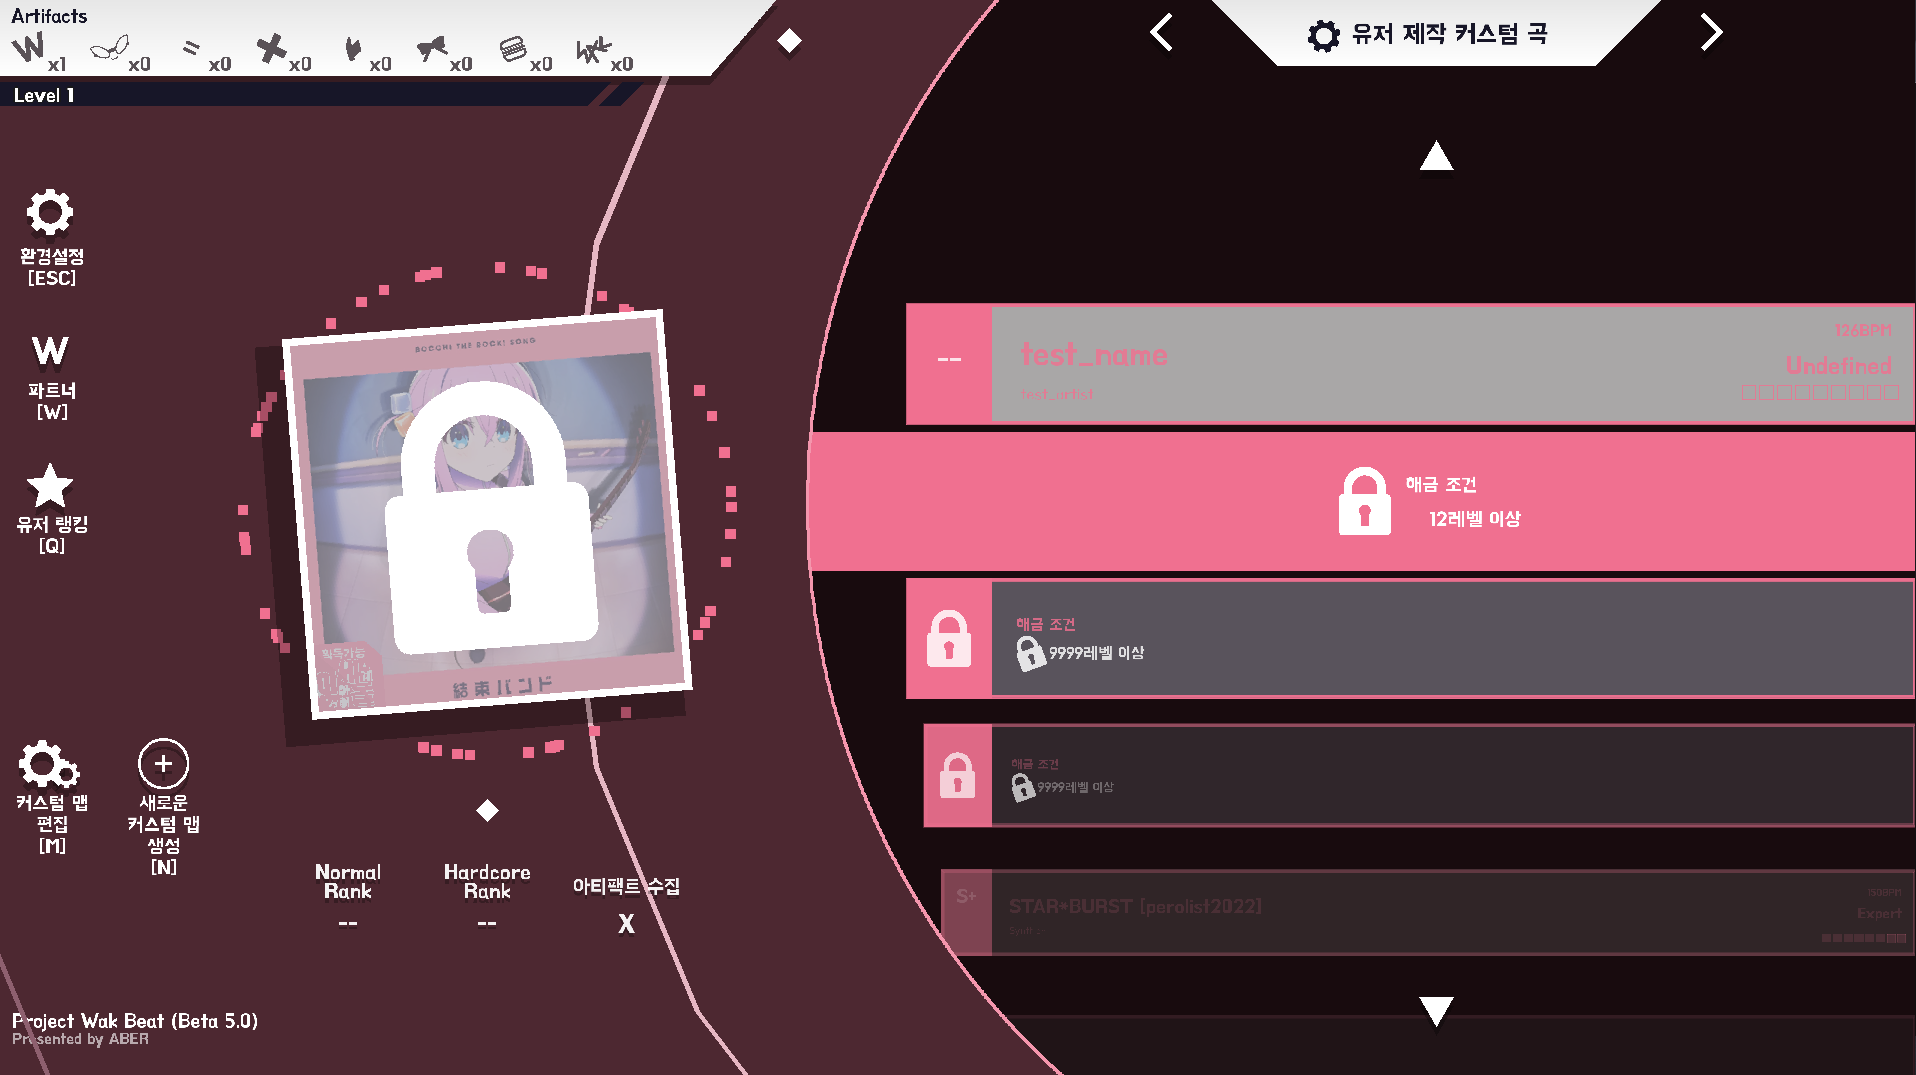 Artifacts
x1 x0 x0 x0 x0 x0 x0 x0
Level 1
유저 제작 커스텀 곡
환경설정
[ESC]
W
파트너
[W]
유저 랭킹
[Q]
커스텀 맵
편집
[M]
새로운
커스텀 맵
생성
[N]
BOCCHI THE ROCK! SONG
획득가능
結束バンド
Normal
Rank
--
Hardcore
Rank
--
아티팩트 수집
X
Project Wak Beat (Beta 5.0)
Presented by ABER
--
test_name
test_artist
126BPM
Undefined
해금 조건
12레벨 이상
해금 조건
9999레벨 이상
해금 조건
9999레벨 이상
S+
STAR*BURST [perolist2022]
Expert